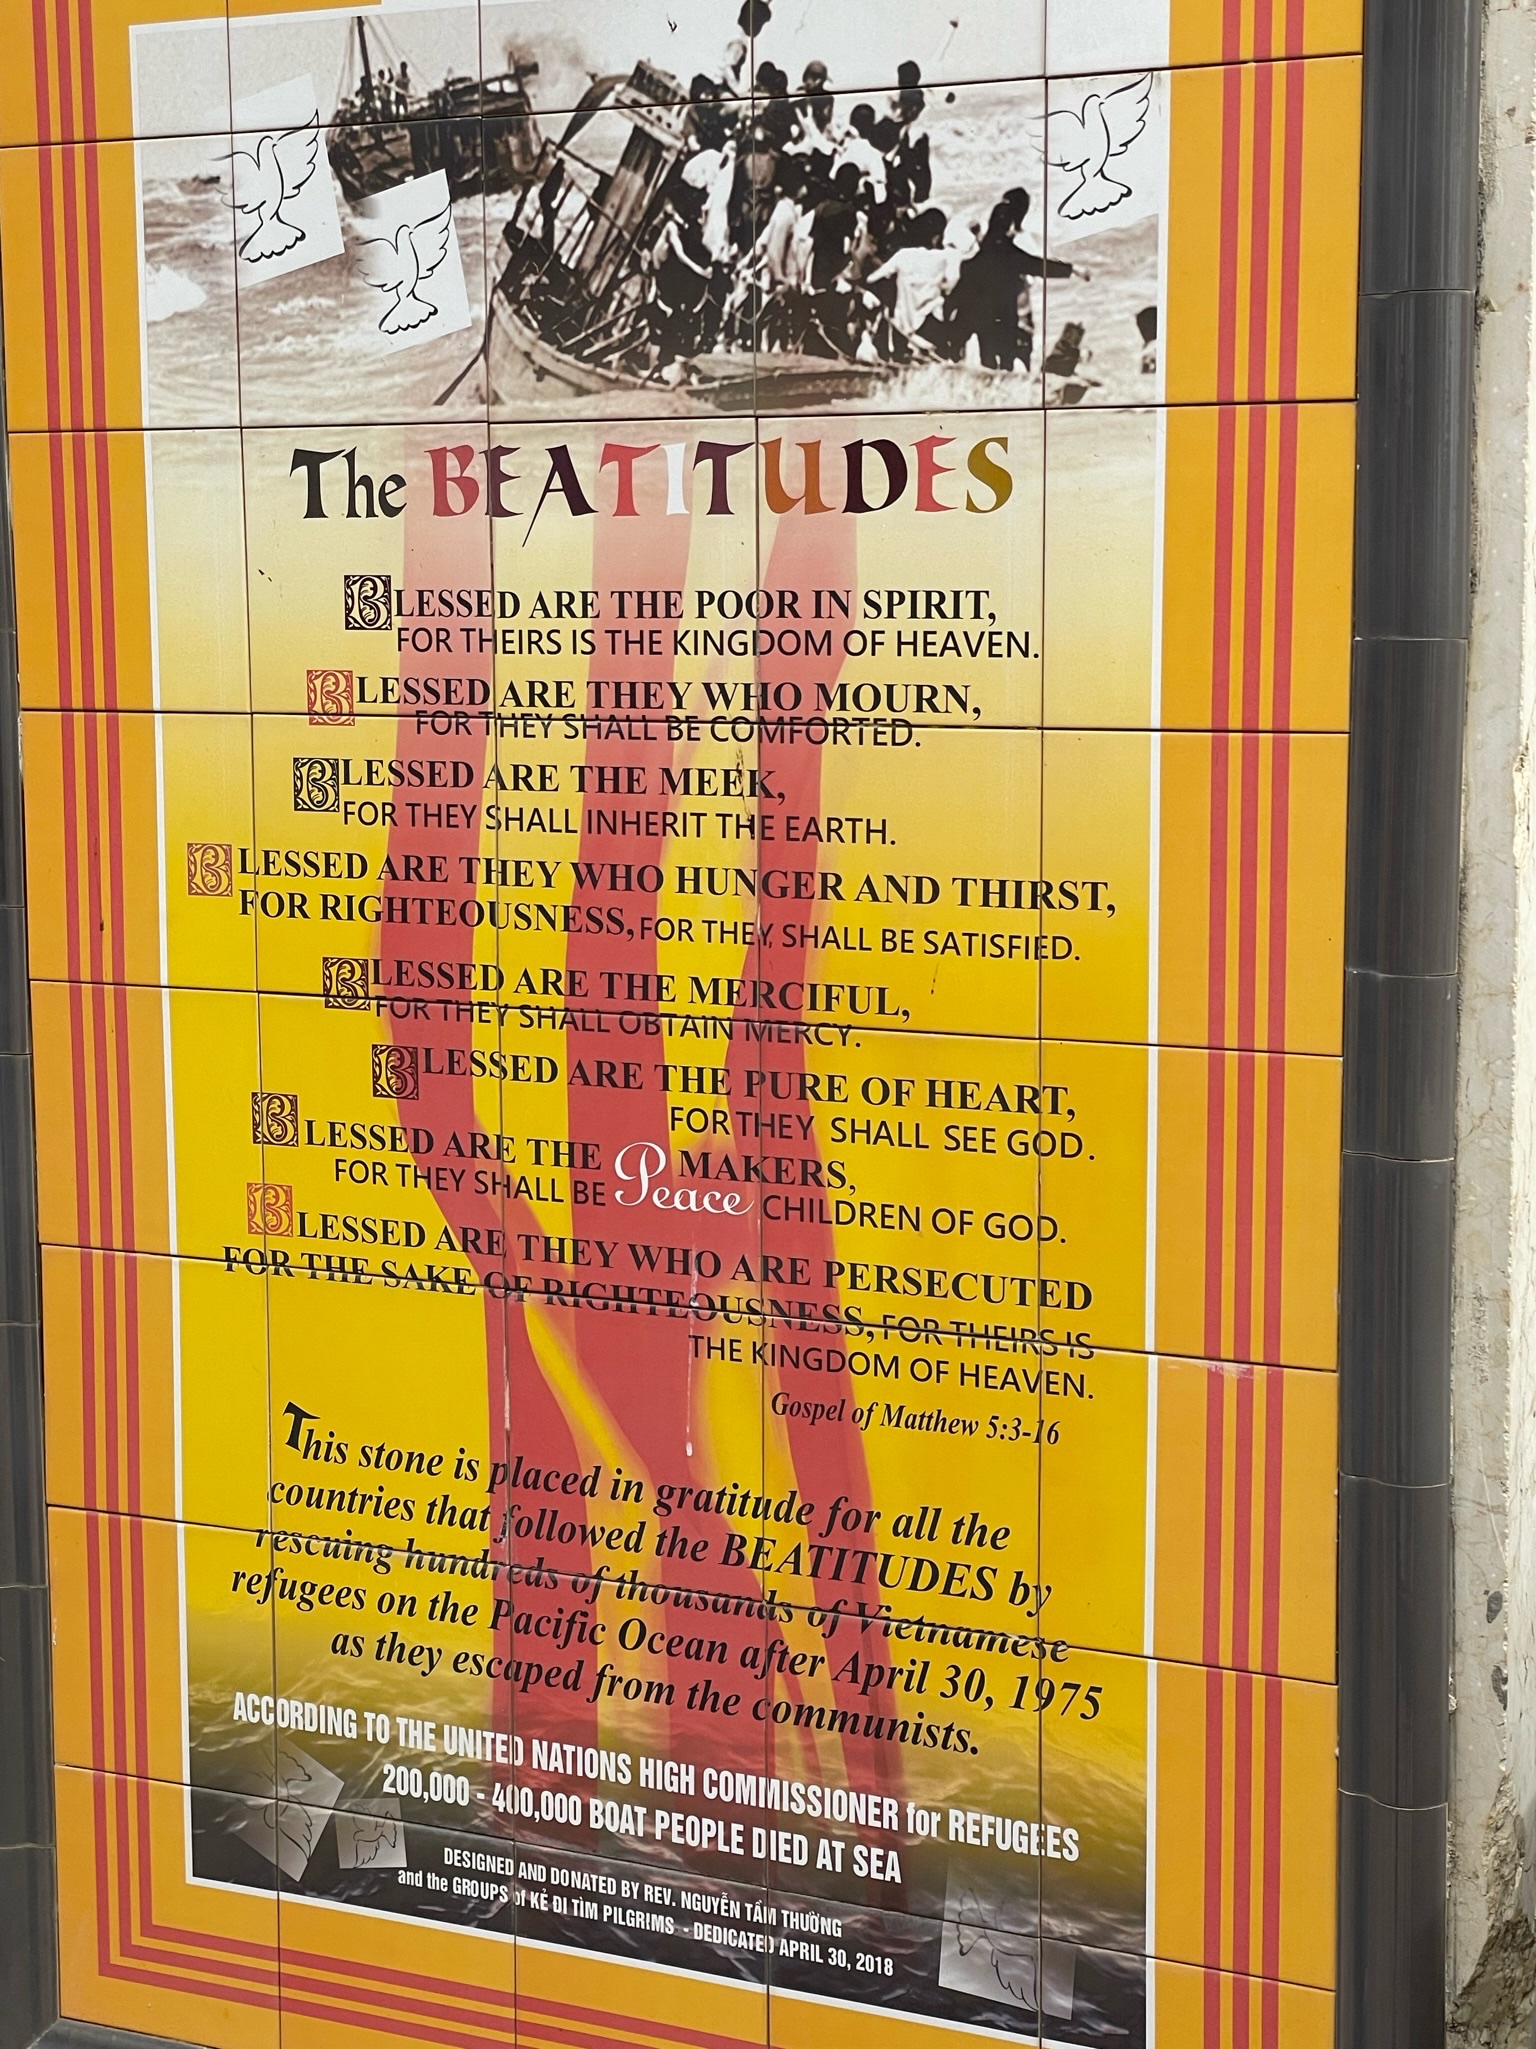 The BEATITUDES
BLESSED ARE THE POOR IN SPIRIT,
FOR THEIRS IS THE KINGDOM OF HEAVEN.
BLESSED ARE THEY WHO MOURN,
FOR THEY SHALL BE COMFORTED.
BLESSED ARE THE MEEK,
FOR THEY SHALL INHERIT THE EARTH.
BLESSED ARE THEY WHO HUNGER AND THIRST,
FOR RIGHTEOUSNESS, FOR THEY, SHALL BE SATISFIED.
BLESSED ARE THE MERCIFUL,
FOR THEY SHALL OBTAIN MERCY.
BLESSED ARE THE PURE OF HEART,
FOR THEY SHALL SEE GOD.
BLESSED ARE THE Peace MAKERS,
FOR THEY SHALL BE CHILDREN OF GOD.
BLESSED ARE THEY WHO ARE PERSECUTED
FOR THE SAKE OF RIGHTEOUSNESS, FOR THEIRS IS
THE KINGDOM OF HEAVEN.
Gospel of Matthew 5:3-16
This stone is placed in gratitude for all the
countries that followed the BEATITUDES by
rescuing hundreds of thousands of Vietnamese
refugees on the Pacific Ocean after April 30, 1975
as they escaped from the communists.
ACCORDING TO THE UNITED NATIONS HIGH COMMISSIONER for REFUGEES
200,000 - 400,000 BOAT PEOPLE DIED AT SEA
DESIGNED AND DONATED BY REV. NGUYỄN TẦM THƯỜNG
and the GROUPS of KẺ ĐI TÌM PILGRIMS - DEDICATED APRIL 30, 2018